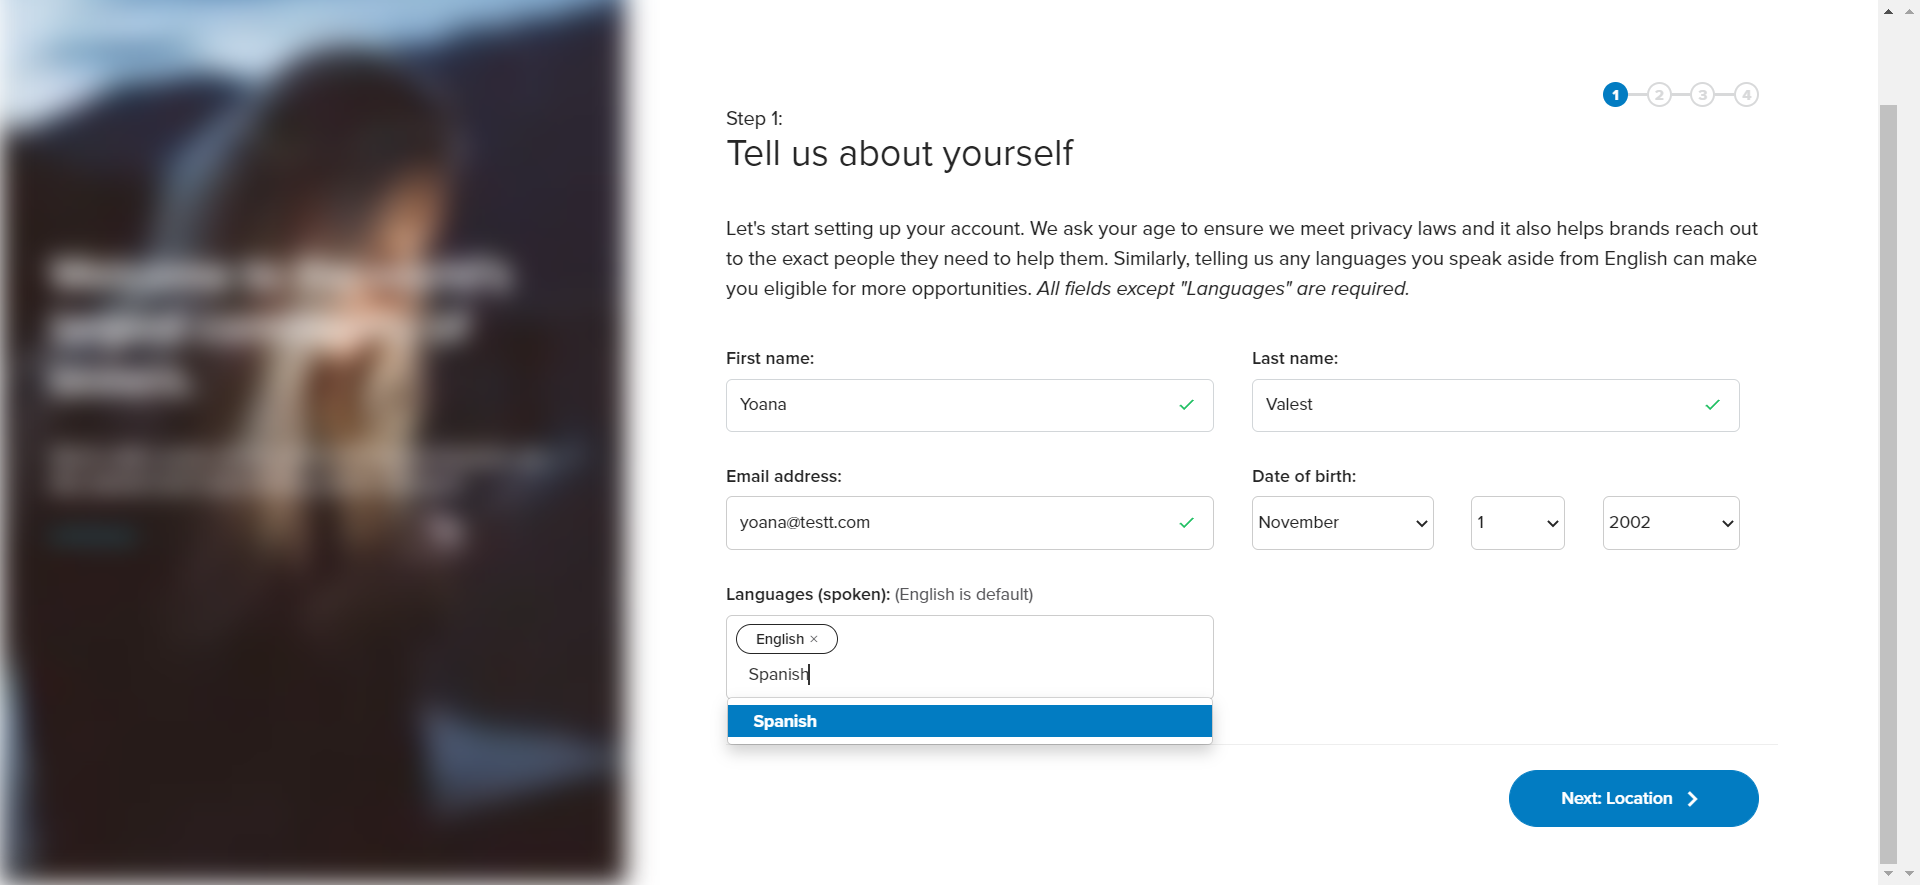 1 2 3 4
Step 1:
Tell us about yourself
Let's start setting up your account. We ask your age to ensure we meet privacy laws and it also helps brands reach out
to the exact people they need to help them. Similarly, telling us any languages you speak aside from English can make
you eligible for more opportunities. All fields except "Languages" are required.
First name:
Last name:
Yoana
Valest
Email address:
Date of birth:
yoana@testt.com
November
1
2002
Languages (spoken): (English is default)
English ×
Spanish
Spanish
Next: Location